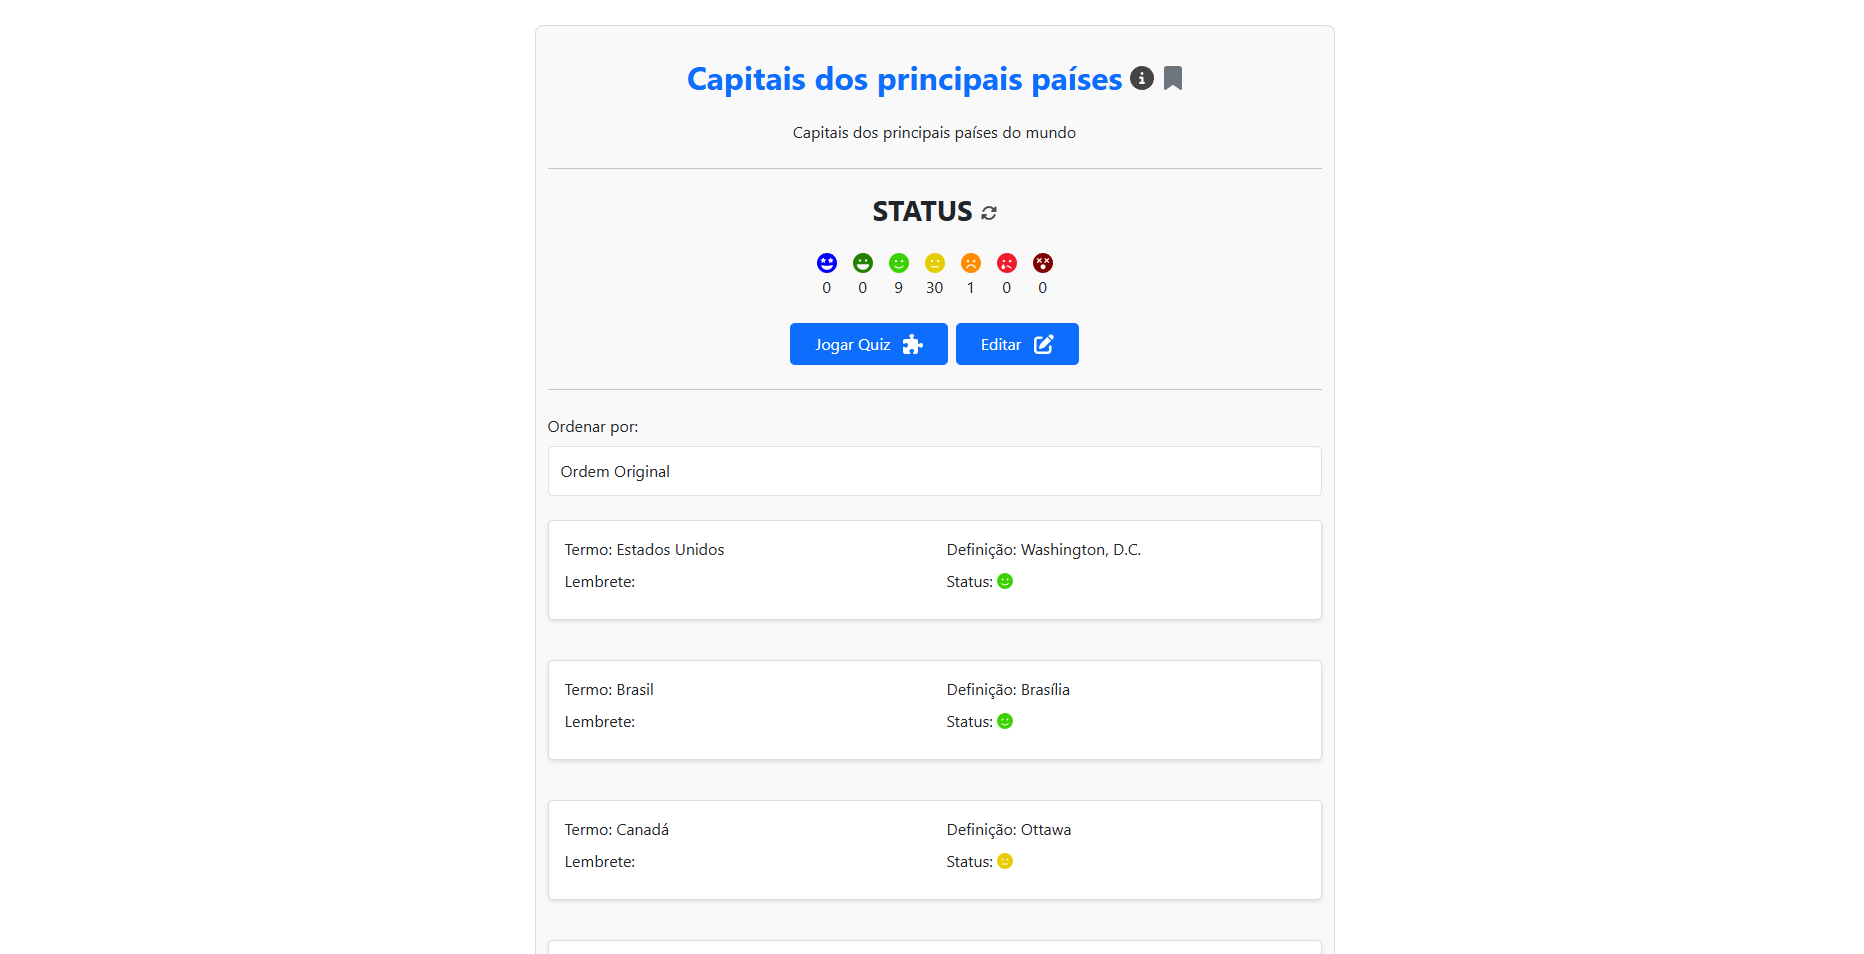 Capitais dos principais países
Capitais dos principais países do mundo
STATUS
0 0 9 30 1 0 0
Jogar Quiz Editar
Ordenar por:
Ordem Original
Termo: Estados Unidos Definição: Washington, D.C.
Lembrete: Status:
Termo: Brasil Definição: Brasília
Lembrete: Status:
Termo: Canadá Definição: Ottawa
Lembrete: Status: